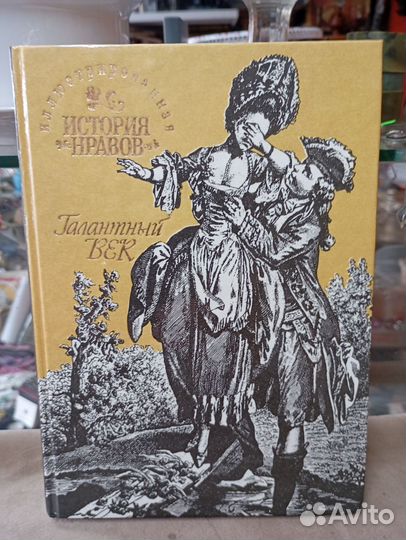 иллюстрированная
ИСТОРИЯ
НРАВОВ
Галантный
ВЕК
Avito